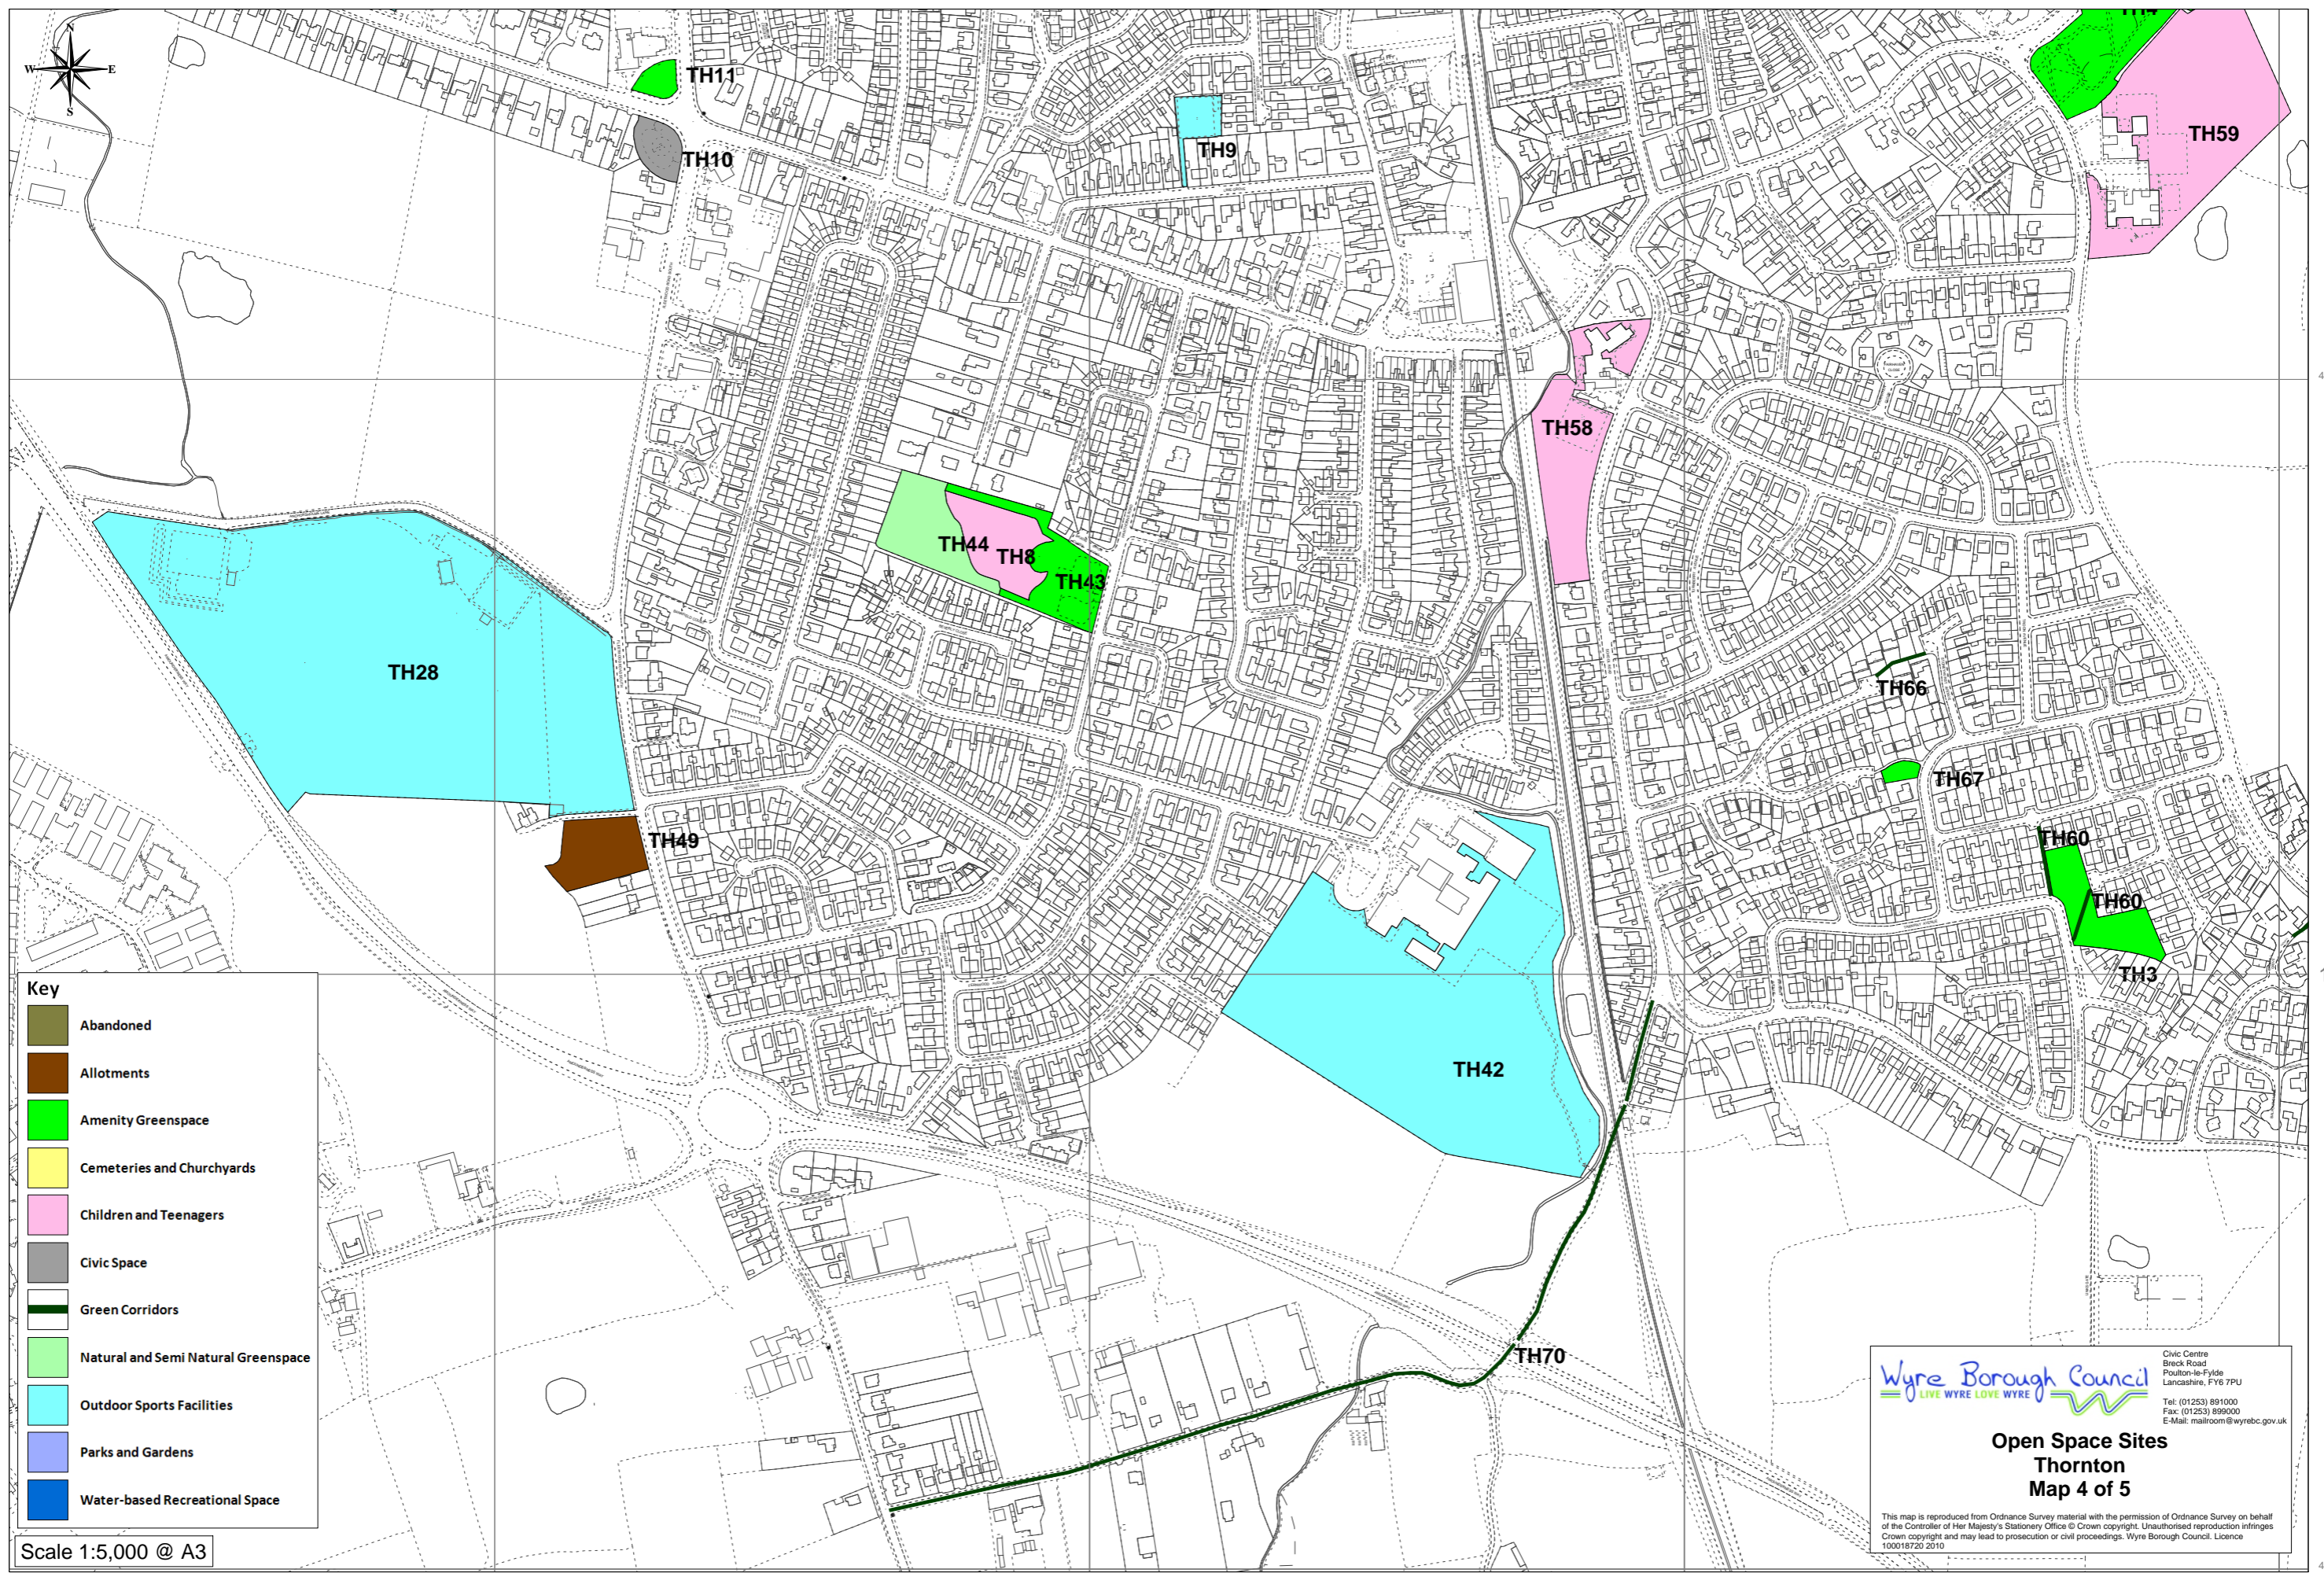 N
W
E
S
TH4
TH11
TH59
TH10
TH9
TH58
TH44
TH8
TH43
TH28
TH66
TH67
TH49
TH60
TH60
TH3
TH42
TH70
Key
Abandoned
Allotments
Amenity Greenspace
Cemeteries and Churchyards
Children and Teenagers
Civic Space
Green Corridors
Natural and Semi Natural Greenspace
Outdoor Sports Facilities
Parks and Gardens
Water-based Recreational Space
Scale 1:5,000 @ A3
Wyre Borough Council
LIVE WYRE LOVE WYRE
Civic Centre
Breck Road
Poulton-le-Fylde
Lancashire, FY6 7PU
Tel: (01253) 891000
Fax: (01253) 899000
E-Mail: mailroom@wyrebc.gov.uk
Open Space Sites
Thornton
Map 4 of 5
This map is reproduced from Ordnance Survey material with the permission of Ordnance Survey on behalf
of the Controller of Her Majesty's Stationery Office © Crown copyright. Unauthorised reproduction infringes
Crown copyright and may lead to prosecution or civil proceedings. Wyre Borough Council. Licence
100018720 2010